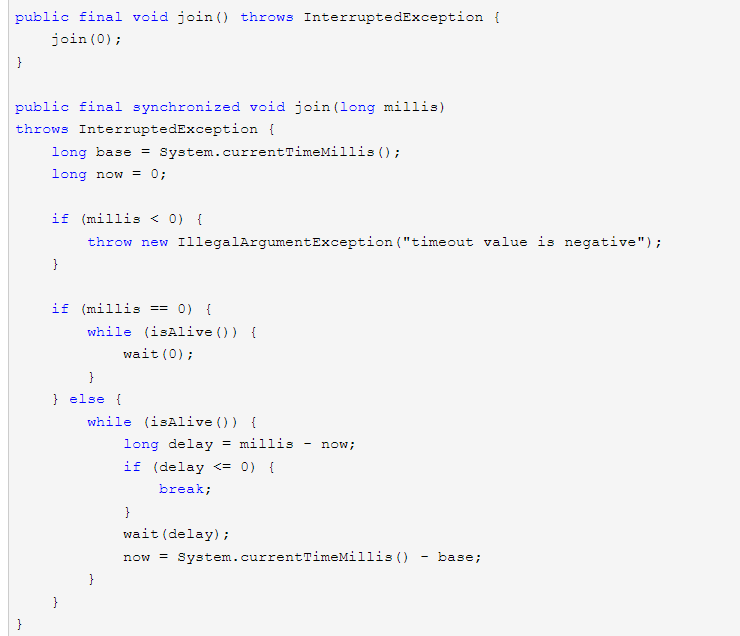 public final void join() throws InterruptedException {
    join(0);
}
public final synchronized void join(long millis)
throws InterruptedException {
    long base = System.currentTimeMillis();
    long now = 0;
    if (millis < 0) {
        throw new IllegalArgumentException("timeout value is negative");
    }
    if (millis == 0) {
        while (isAlive()) {
            wait(0);
        }
    } else {
        while (isAlive()) {
            long delay = millis - now;
            if (delay <= 0) {
                break;
            }
            wait(delay);
            now = System.currentTimeMillis() - base;
        }
    }
}